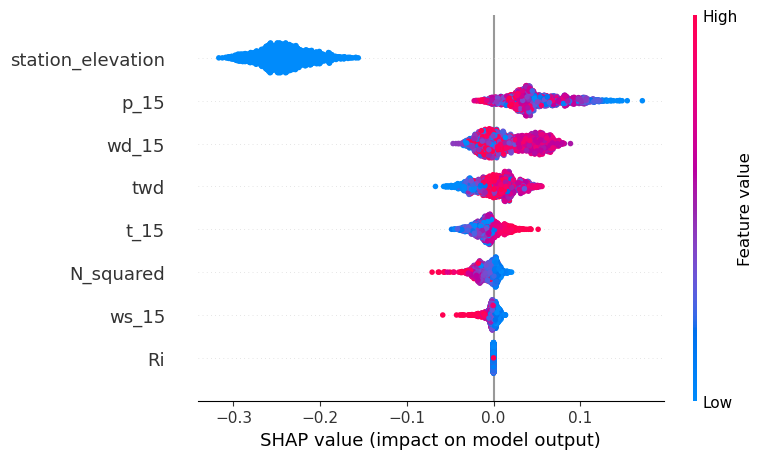 High
station_elevation
p_15
wd_15
twd
t_15
N_squared
ws_15
Ri
Feature value
Low
−0.3 −0.2 −0.1 0.0 0.1
SHAP value (impact on model output)